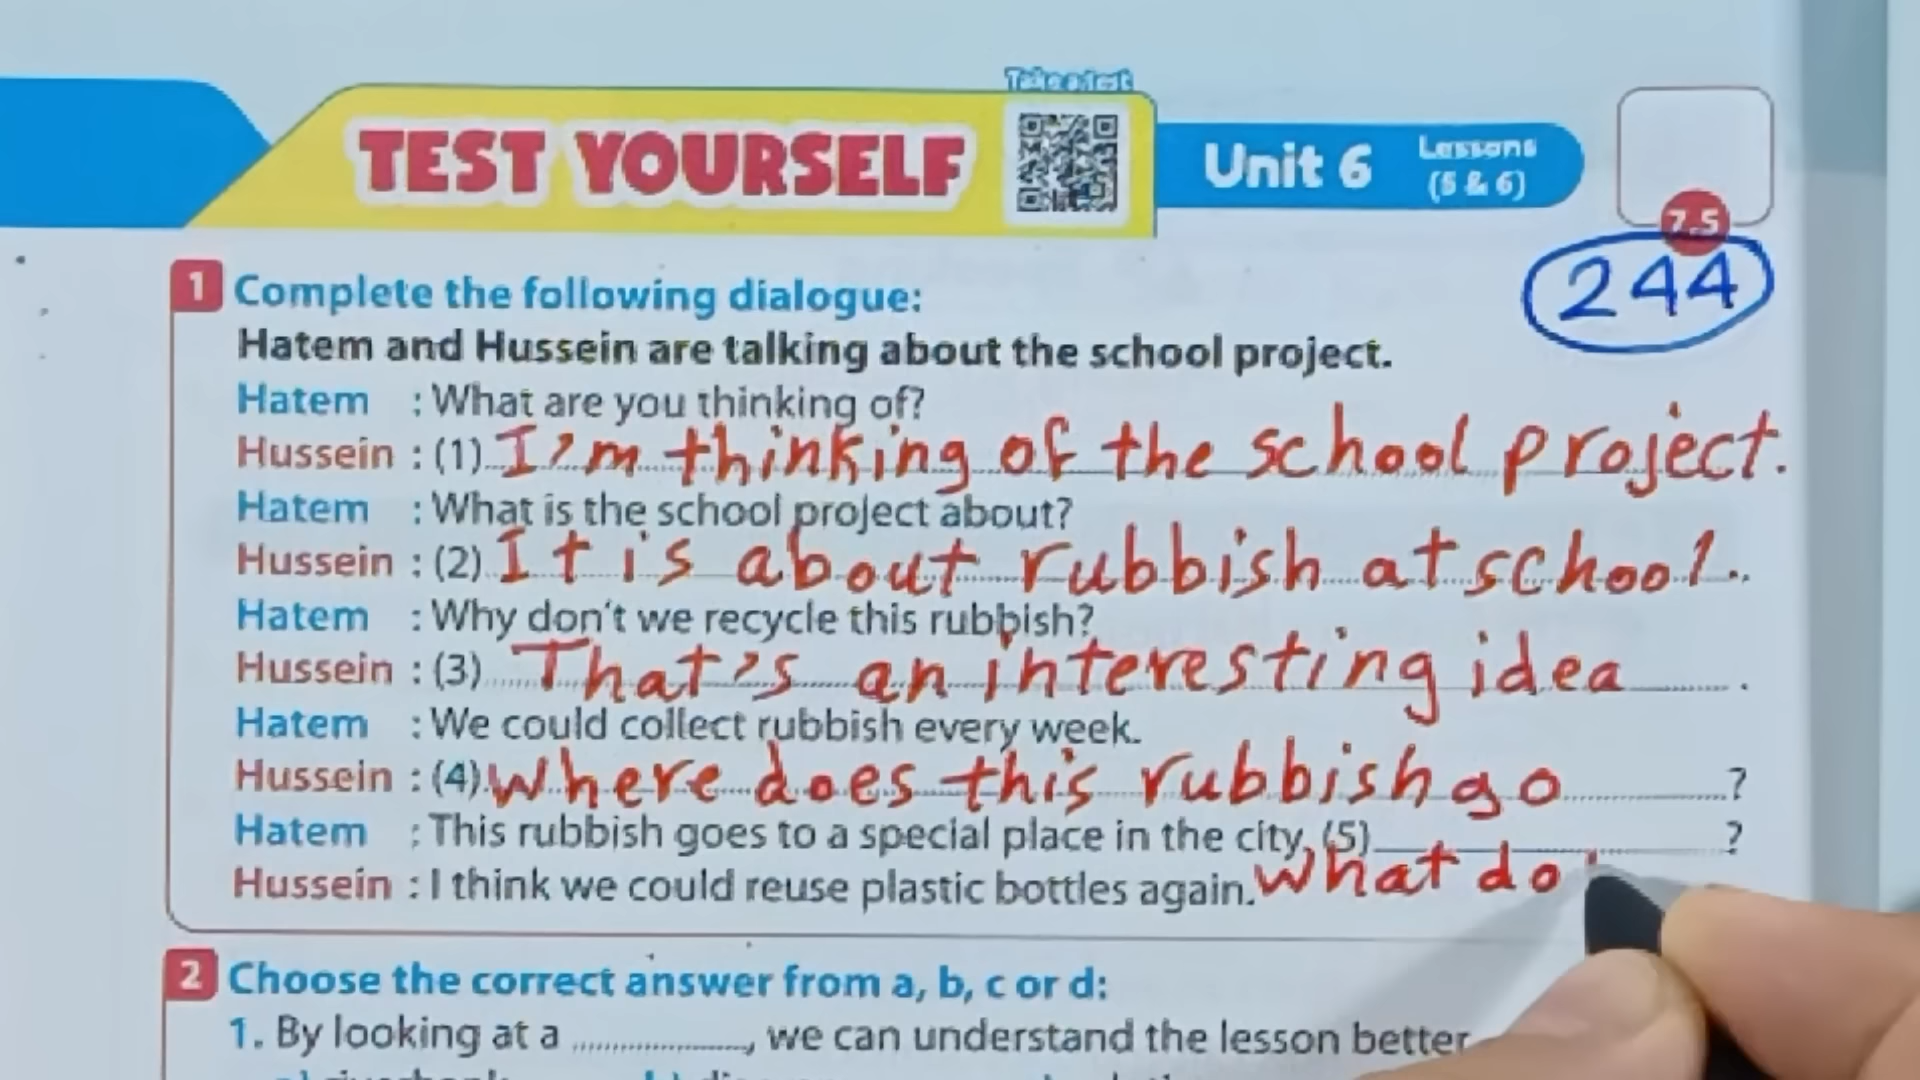 Take a test
TEST YOURSELF
Unit 6
Lessons
(5 & 6)
7.5
244
1 Complete the following dialogue:
Hatem and Hussein are talking about the school project.
Hatem : What are you thinking of?
Hussein : (1) I'm thinking of the school project.
Hatem : What is the school project about?
Hussein : (2) It is about rubbish at school.
Hatem : Why don't we recycle this rubbish?
Hussein : (3) That's an interesting idea.
Hatem : We could collect rubbish every week.
Hussein : (4) Where does this rubbish go ?
Hatem : This rubbish goes to a special place in the city. (5) ?
Hussein : I think we could reuse plastic bottles again. What do
2 Choose the correct answer from a, b, c or d:
1. By looking at a ..................., we can understand the lesson better